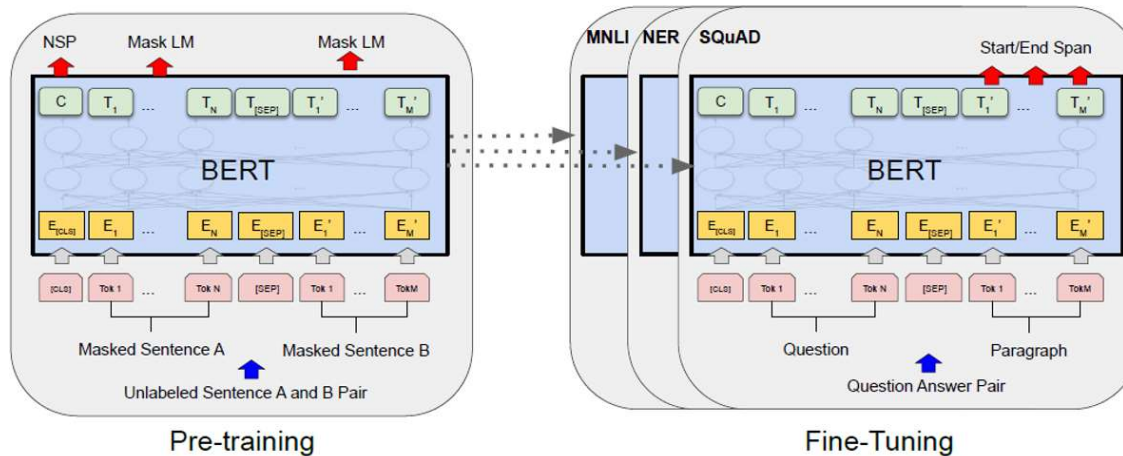 NSP Mask LM Mask LM
C T1 ... TN T[SEP] T1' ... TM'
BERT
E[CLS] E1 ... EN E[SEP] E1' ... EM'
[CLS] Tok 1 ... Tok N [SEP] Tok 1 ... TokM
Masked Sentence A Masked Sentence B
Unlabeled Sentence A and B Pair
Pre-training
MNLI NER SQuAD
Start/End Span
C T1 ... TN T[SEP] T1' ... TM'
BERT
E[CLS] E1 ... EN E[SEP] E1' ... EM'
[CLS] Tok 1 ... Tok N [SEP] Tok 1 ... TokM
Question Paragraph
Question Answer Pair
Fine-Tuning